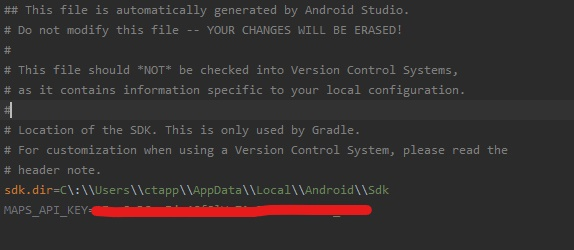 ## This file is automatically generated by Android Studio.
# Do not modify this file -- YOUR CHANGES WILL BE ERASED!
#
# This file should *NOT* be checked into Version Control Systems,
# as it contains information specific to your local configuration.
#
# Location of the SDK. This is only used by Gradle.
# For customization when using a Version Control System, please read the
# header note.
sdk.dir=C\:\\Users\\ctapp\\AppData\\Local\\Android\\Sdk
MAPS_API_KEY=